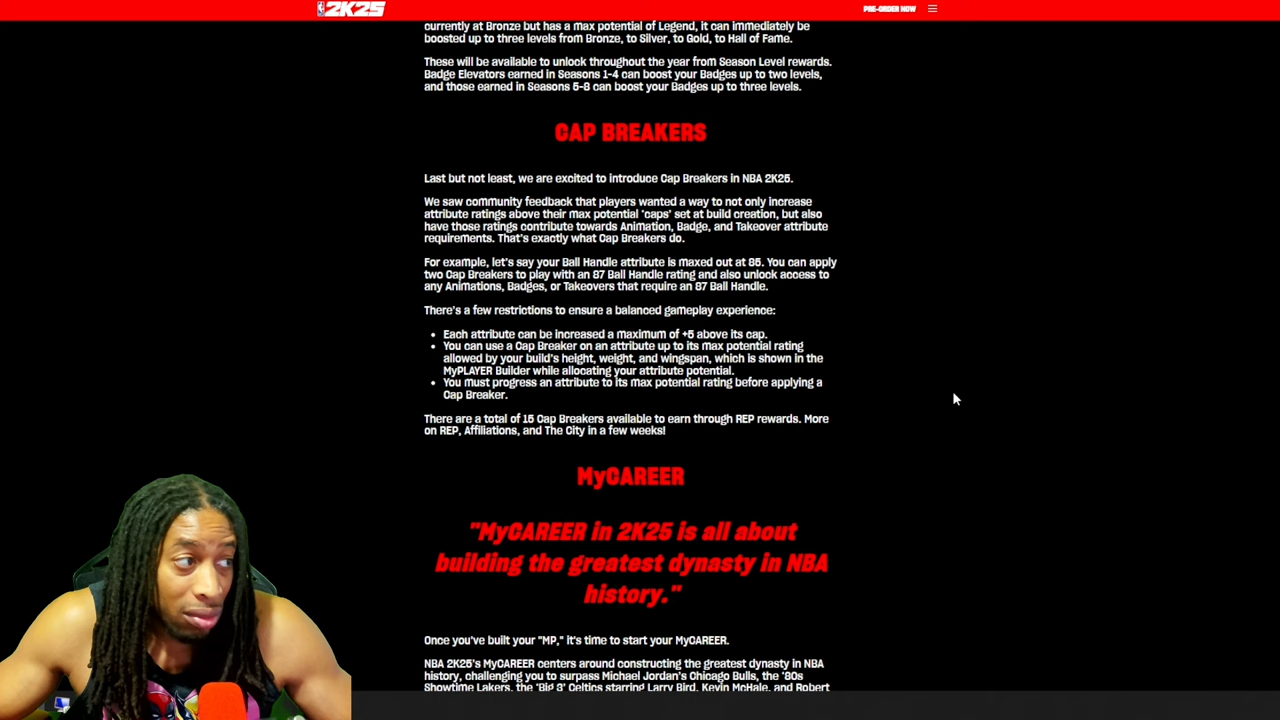 NBA 2K25
PRE-ORDER NOW
currently at Bronze but has a max potential of Legend, it can immediately be
boosted up to three levels from Bronze, to Silver, to Gold, to Hall of Fame.
These will be available to unlock throughout the year from Season Level rewards.
Badge Elevators earned in Seasons 1-4 can boost your Badges up to two levels,
and those earned in Seasons 5-8 can boost your Badges up to three levels.
CAP BREAKERS
Last but not least, we are excited to introduce Cap Breakers in NBA 2K25.
We saw community feedback that players wanted a way to not only increase
attribute ratings above their max potential ‘caps’ set at build creation, but also
have those ratings contribute towards Animation, Badge, and Takeover attribute
requirements. That’s exactly what Cap Breakers do.
For example, let’s say your Ball Handle attribute is maxed out at 85. You can apply
two Cap Breakers to play with an 87 Ball Handle rating and also unlock access to
any Animations, Badges, or Takeovers that require an 87 Ball Handle.
There’s a few restrictions to ensure a balanced gameplay experience:
• Each attribute can be increased a maximum of +5 above its cap.
• You can use a Cap Breaker on an attribute up to its max potential rating
allowed by your build’s height, weight, and wingspan, which is shown in the
MyPLAYER Builder while allocating your attribute potential.
• You must progress an attribute to its max potential rating before applying a
Cap Breaker.
There are a total of 15 Cap Breakers available to earn through REP rewards. More
on REP, Affiliations, and The City in a few weeks!
MyCAREER
"MyCAREER in 2K25 is all about
building the greatest dynasty in NBA
history."
Once you’ve built your "MP," it’s time to start your MyCAREER.
NBA 2K25’s MyCAREER centers around constructing the greatest dynasty in NBA
history, challenging you to surpass Michael Jordan’s Chicago Bulls, the ‘80s
Showtime Lakers, the ‘Big 3’ Celtics starring Larry Bird, Kevin McHale, and Robert